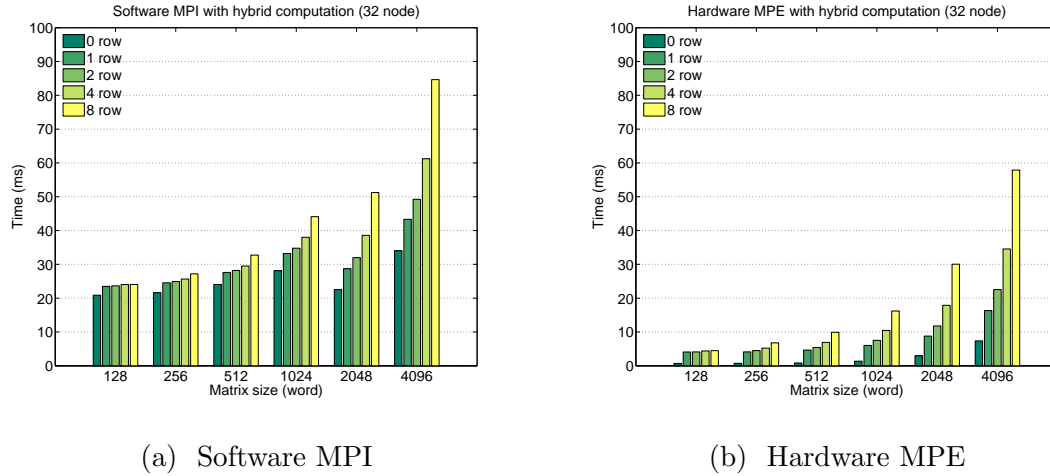 Software MPI with hybrid computation (32 node)
100
90
80
70
60
50
40
30
20
10
0
Time (ms)
0 row
1 row
2 row
4 row
8 row
128 256 512 1024 2048 4096
Matrix size (word)
(a) Software MPI
Hardware MPE with hybrid computation (32 node)
100
90
80
70
60
50
40
30
20
10
0
Time (ms)
0 row
1 row
2 row
4 row
8 row
128 256 512 1024 2048 4096
Matrix size (word)
(b) Hardware MPE